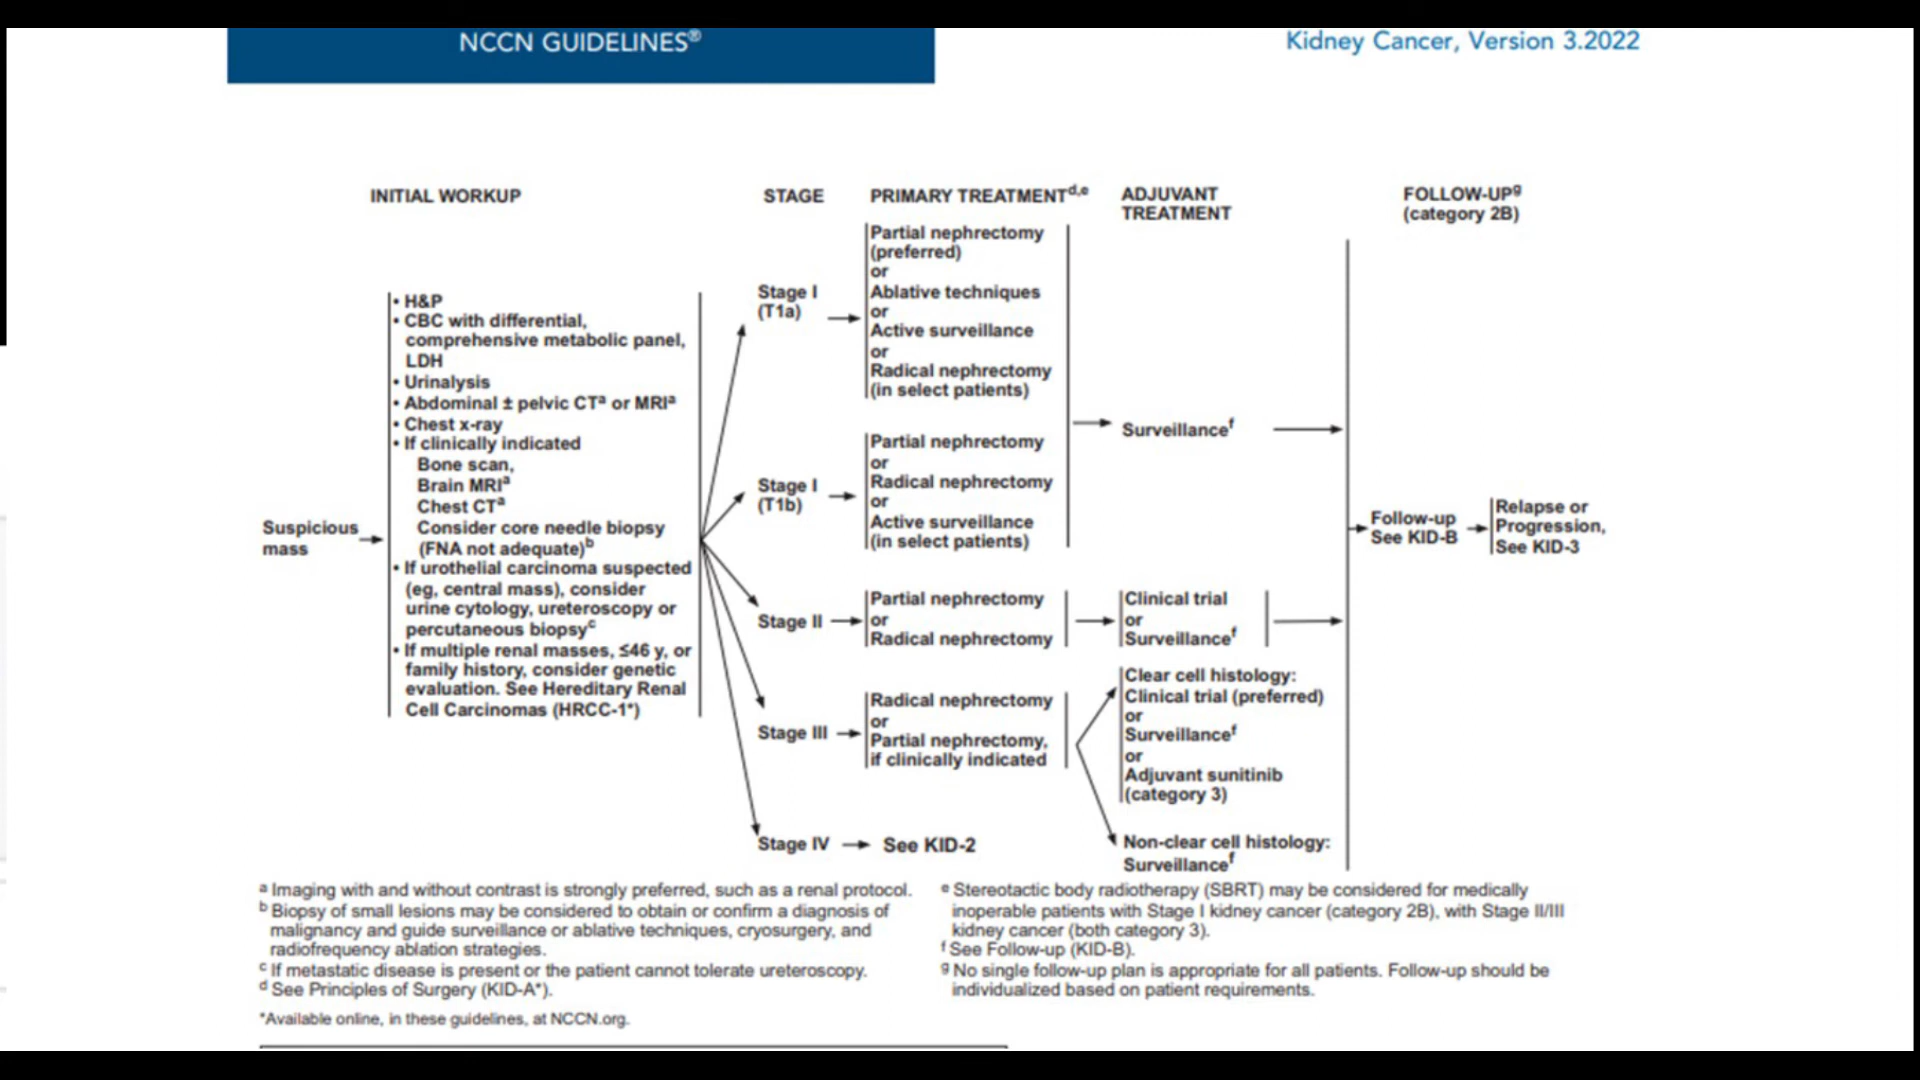 NCCN GUIDELINES®
Kidney Cancer, Version 3.2022
INITIAL WORKUP
STAGE
PRIMARY TREATMENTd,e
ADJUVANT
TREATMENT
FOLLOW-UPg
(category 2B)
Suspicious
mass
• H&P
• CBC with differential,
comprehensive metabolic panel,
LDH
• Urinalysis
• Abdominal ± pelvic CTa or MRIa
• Chest x-ray
• If clinically indicated
Bone scan,
Brain MRIa
Chest CTa
Consider core needle biopsy
(FNA not adequate)b
• If urothelial carcinoma suspected
(eg, central mass), consider
urine cytology, ureteroscopy or
percutaneous biopsyc
• If multiple renal masses, ≤46 y, or
family history, consider genetic
evaluation. See Hereditary Renal
Cell Carcinomas (HRCC-1*)
Stage I
(T1a)
Partial nephrectomy
(preferred)
or
Ablative techniques
or
Active surveillance
or
Radical nephrectomy
(in select patients)
Stage I
(T1b)
Partial nephrectomy
or
Radical nephrectomy
or
Active surveillance
(in select patients)
Surveillancef
Stage II
Partial nephrectomy
or
Radical nephrectomy
Clinical trial
or
Surveillancef
Stage III
Radical nephrectomy
or
Partial nephrectomy,
if clinically indicated
Clear cell histology:
Clinical trial (preferred)
or
Surveillancef
or
Adjuvant sunitinib
(category 3)
Non-clear cell histology:
Surveillancef
Stage IV
See KID-2
Follow-up
See KID-B
Relapse or
Progression,
See KID-3
a Imaging with and without contrast is strongly preferred, such as a renal protocol.
b Biopsy of small lesions may be considered to obtain or confirm a diagnosis of
malignancy and guide surveillance or ablative techniques, cryosurgery, and
radiofrequency ablation strategies.
c If metastatic disease is present or the patient cannot tolerate ureteroscopy.
d See Principles of Surgery (KID-A*).
*Available online, in these guidelines, at NCCN.org.
e Stereotactic body radiotherapy (SBRT) may be considered for medically
inoperable patients with Stage I kidney cancer (category 2B), with Stage II/III
kidney cancer (both category 3).
f See Follow-up (KID-B).
g No single follow-up plan is appropriate for all patients. Follow-up should be
individualized based on patient requirements.